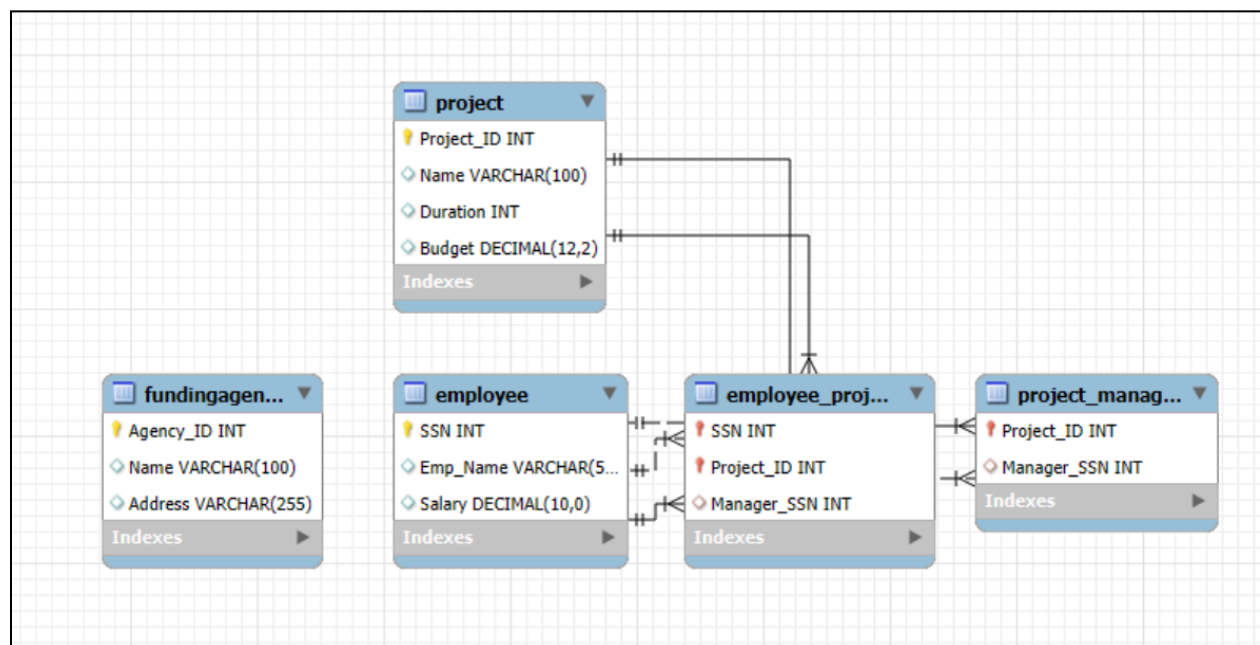 project
Project_ID INT
Name VARCHAR(100)
Duration INT
Budget DECIMAL(12,2)
Indexes
fundingagen...
Agency_ID INT
Name VARCHAR(100)
Address VARCHAR(255)
Indexes
employee
SSN INT
Emp_Name VARCHAR(5...
Salary DECIMAL(10,0)
Indexes
employee_proj...
SSN INT
Project_ID INT
Manager_SSN INT
Indexes
project_manag...
Project_ID INT
Manager_SSN INT
Indexes